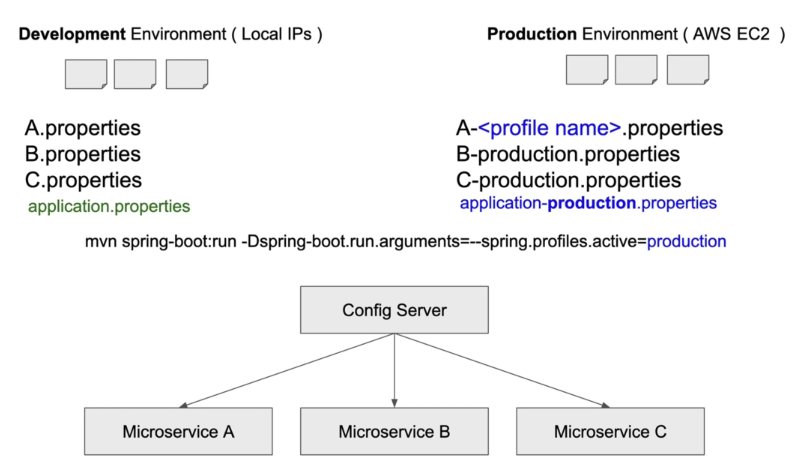 Development Environment ( Local IPs )
Production Environment ( AWS EC2 )
A.properties
B.properties
C.properties
application.properties
A-<profile name>.properties
B-production.properties
C-production.properties
application-production.properties
mvn spring-boot:run -Dspring-boot.run.arguments=--spring.profiles.active=production
Config Server
Microservice A
Microservice B
Microservice C